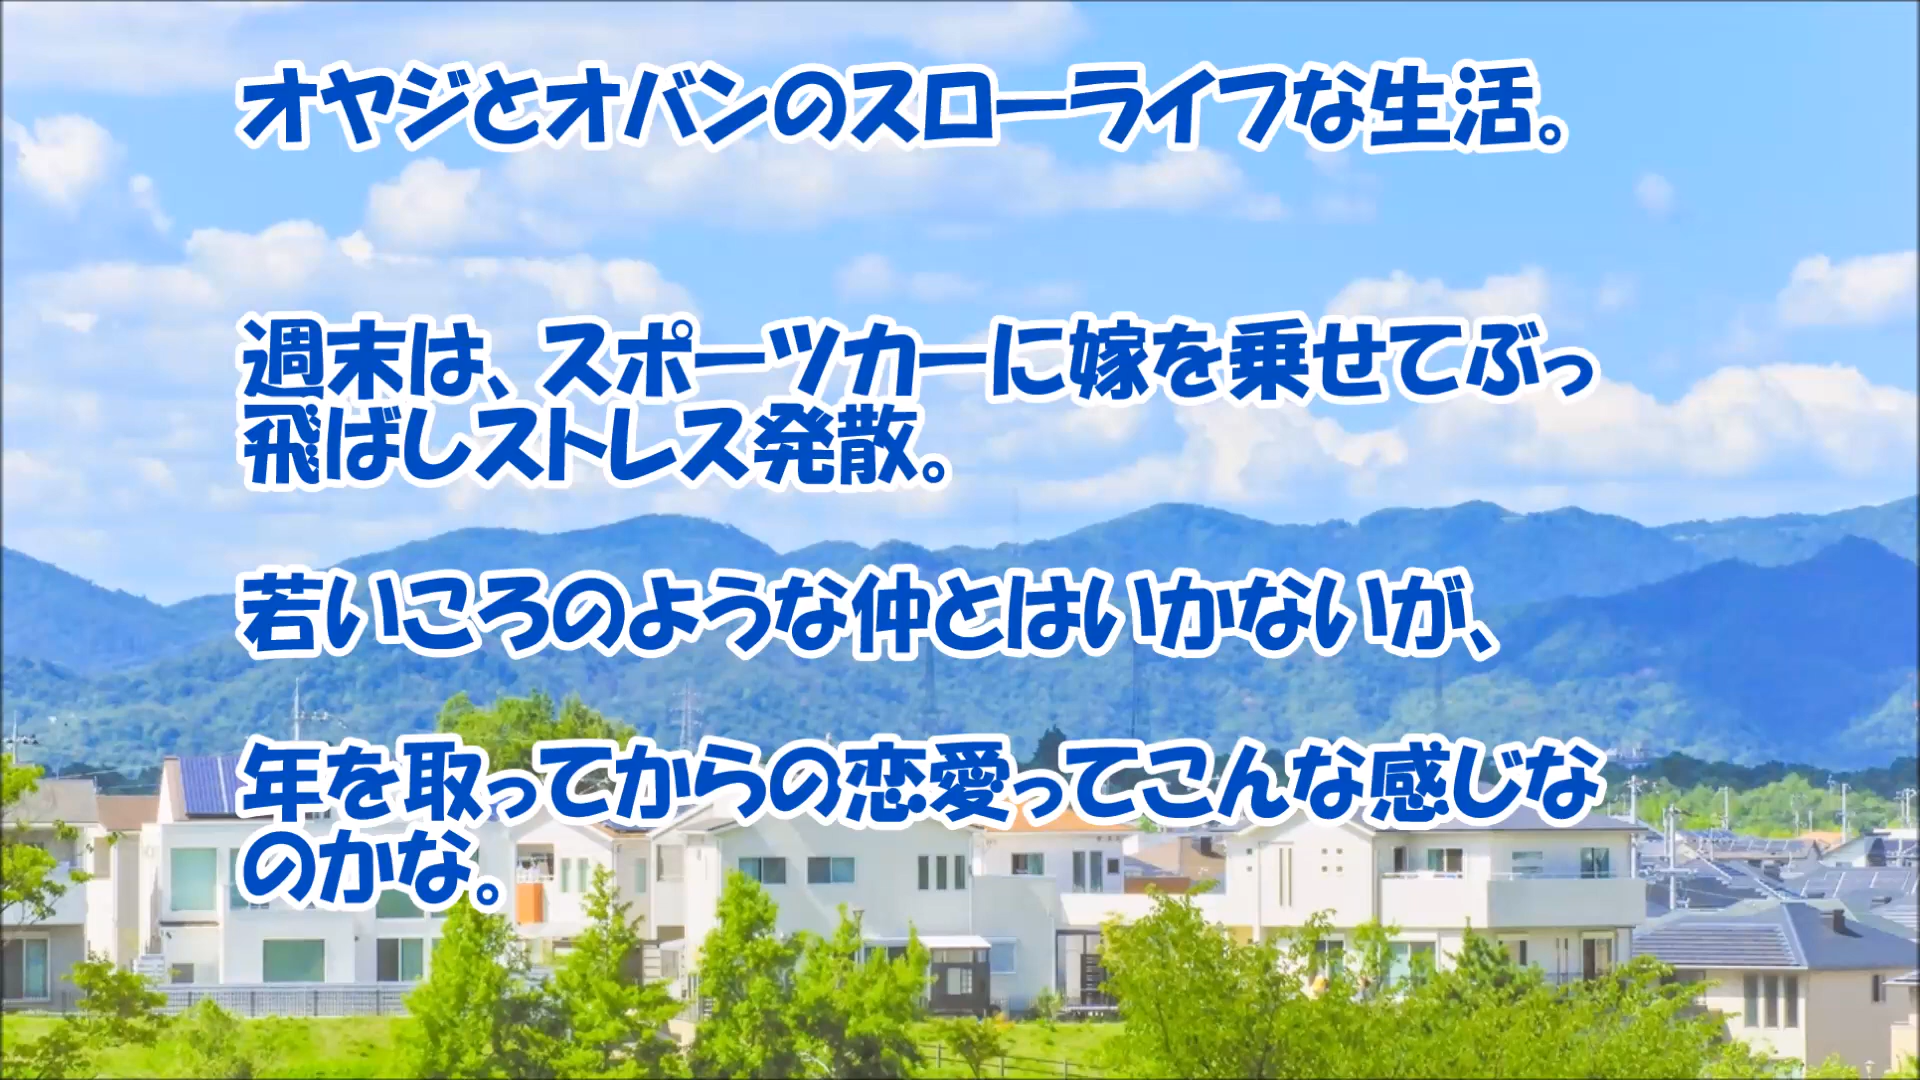 オヤジとオバンのスローライフな生活。
週末は、スポーツカーに嫁を乗せてぶっ
飛ばしストレス発散。
若いころのような仲とはいかないが、
年を取ってからの恋愛ってこんな感じな
のかな。